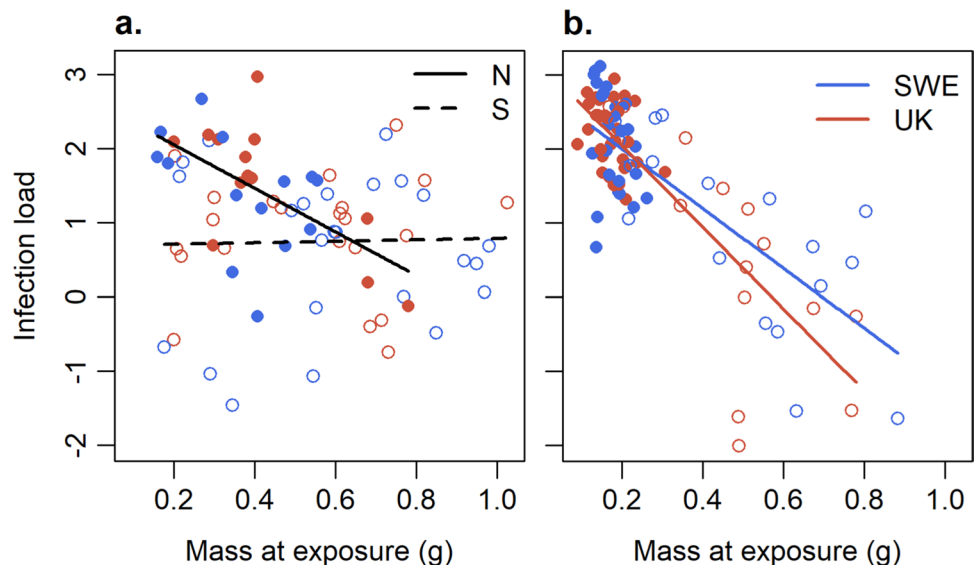 a.
b.
N
S
SWE
UK
Infection load
3
2
1
0
-1
-2
0.2 0.4 0.6 0.8 1.0
0.2 0.4 0.6 0.8 1.0
Mass at exposure (g)
Mass at exposure (g)